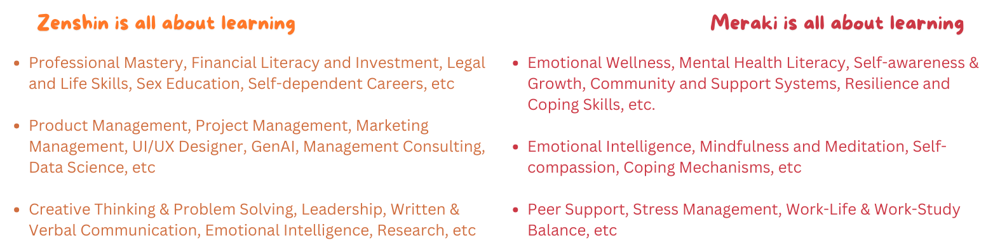 Zenshin is all about learning
• Professional Mastery, Financial Literacy and Investment, Legal
and Life Skills, Sex Education, Self-dependent Careers, etc
• Product Management, Project Management, Marketing
Management, UI/UX Designer, GenAI, Management Consulting,
Data Science, etc
• Creative Thinking & Problem Solving, Leadership, Written &
Verbal Communication, Emotional Intelligence, Research, etc
Meraki is all about learning
• Emotional Wellness, Mental Health Literacy, Self-awareness &
Growth, Community and Support Systems, Resilience and
Coping Skills, etc.
• Emotional Intelligence, Mindfulness and Meditation, Self-
compassion, Coping Mechanisms, etc
• Peer Support, Stress Management, Work-Life & Work-Study
Balance, etc